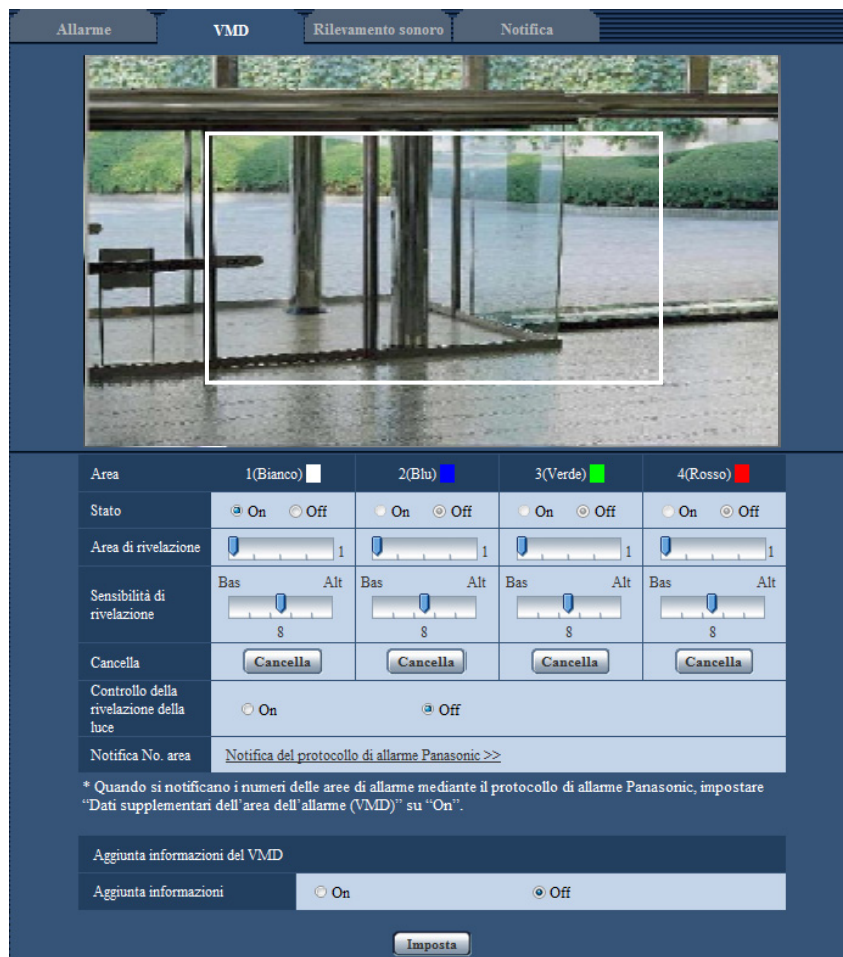 Allarme VMD Rilevamento sonoro Notifica
Area 1(Bianco) 2(Blu) 3(Verde) 4(Rosso)
Stato On Off On Off On Off On Off
Area di rivelazione 1 1 1 1
Sensibilità di rivelazione Bas Alt Bas Alt Bas Alt Bas Alt
8 8 8 8
Cancella Cancella Cancella Cancella Cancella
Controllo della
rivelazione della
luce
On Off
Notifica No. area Notifica del protocollo di allarme Panasonic >>
* Quando si notificano i numeri delle aree di allarme mediante il protocollo di allarme Panasonic, impostare
“Dati supplementari dell’area dell’allarme (VMD)” su “On”.
Aggiunta informazioni del VMD
Aggiunta informazioni On Off
Imposta